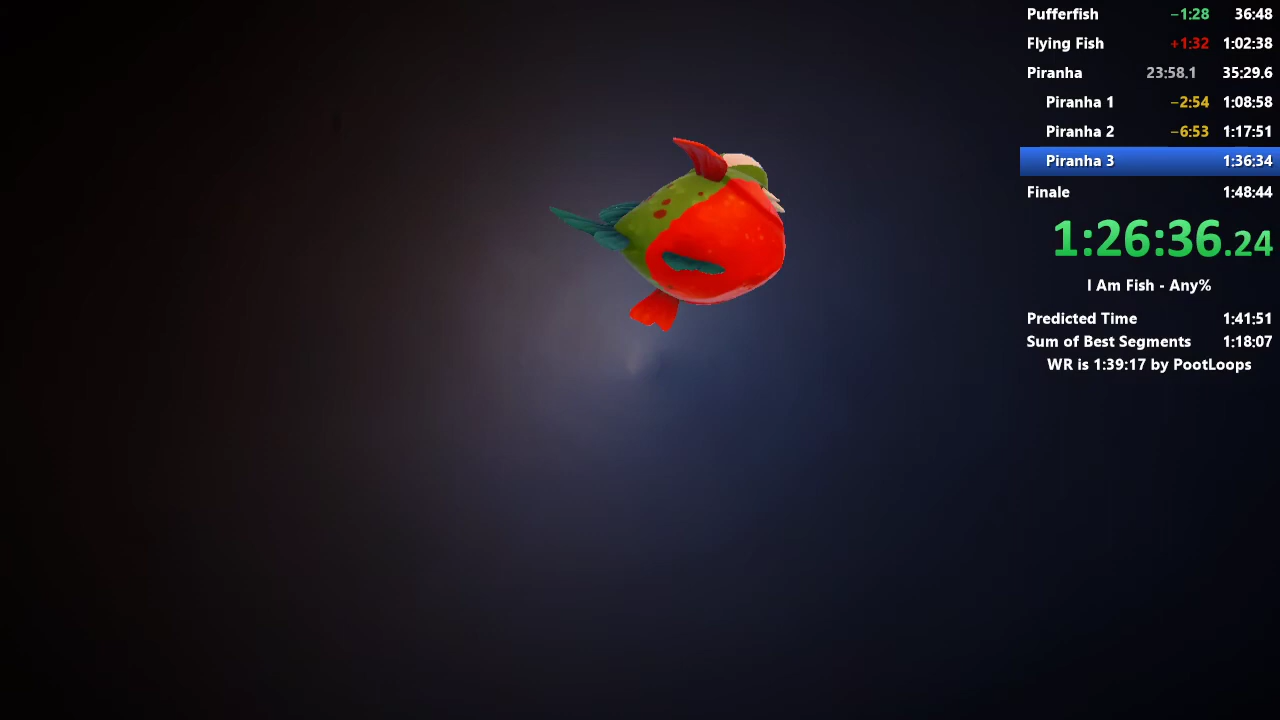 Pufferfish −1:28 36:48
Flying Fish +1:32 1:02:38
Piranha 23:58.1 35:29.6
Piranha 1 −2:54 1:08:58
Piranha 2 −6:53 1:17:51
Piranha 3 1:36:34
Finale 1:48:44
1:26:36.24
I Am Fish - Any%
Predicted Time 1:41:51
Sum of Best Segments 1:18:07
WR is 1:39:17 by PootLoops